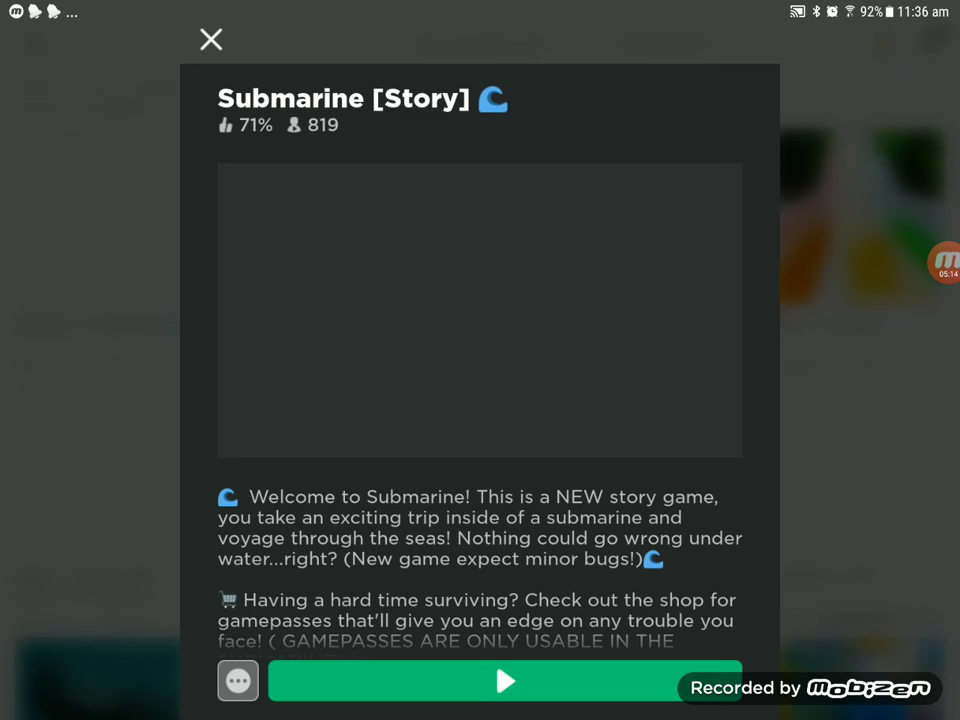 ... 92% 11:36 am
Submarine [Story] 🌊
71% 819
05:14
🌊 Welcome to Submarine! This is a NEW story game,
you take an exciting trip inside of a submarine and
voyage through the seas! Nothing could go wrong under
water...right? (New game expect minor bugs!)🌊
🛒 Having a hard time surviving? Check out the shop for
gamepasses that'll give you an edge on any trouble you
face! ( GAMEPASSES ARE ONLY USABLE IN THE
Recorded by mobizen